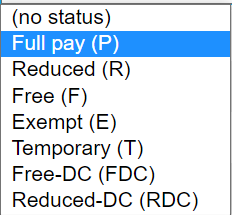 (no status)
Full pay (P)
Reduced (R)
Free (F)
Exempt (E)
Temporary (T)
Free-DC (FDC)
Reduced-DC (RDC)